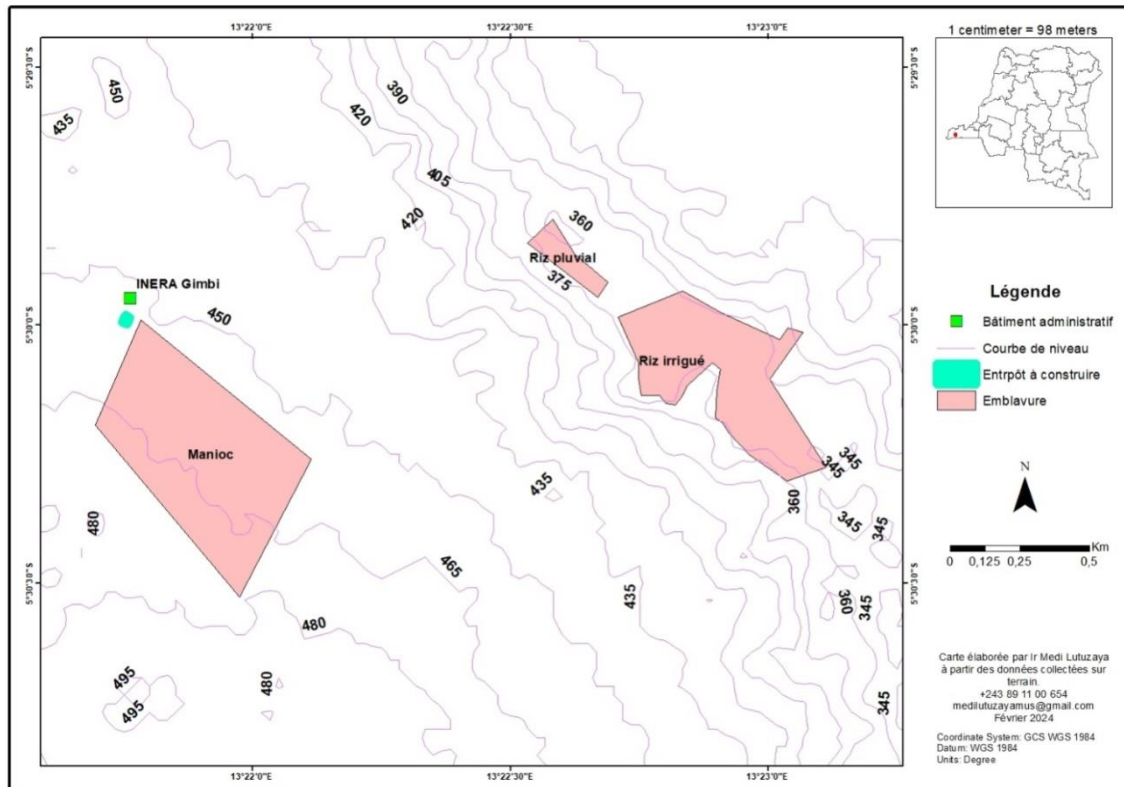 13°22'0"E
13°22'30"E
13°23'0"E
1 centimeter = 98 meters
5°29'30"S
5°29'30"S
450
435
390
420
405
420
360
Riz pluvial
375
INERA Gimbi
450
5°30'0"S
5°30'0"S
Riz irrigué
Manioc
345
345
435
360
480
345
345
465
435
5°30'30"S
5°30'30"S
360
345
480
495
480
495
345
13°22'0"E
13°22'30"E
13°23'0"E
Légende
Bâtiment administratif
Courbe de niveau
Entrpôt à construire
Emblavure
N
Km
0 0,125 0,25 0,5
Carte élaborée par Ir Medi Lutuzaya
à partir des données collectées sur
terrain.
+243 89 11 00 654
medilutuzayamus@gmail.com
Février 2024
Coordinate System: GCS WGS 1984
Datum: WGS 1984
Units: Degree